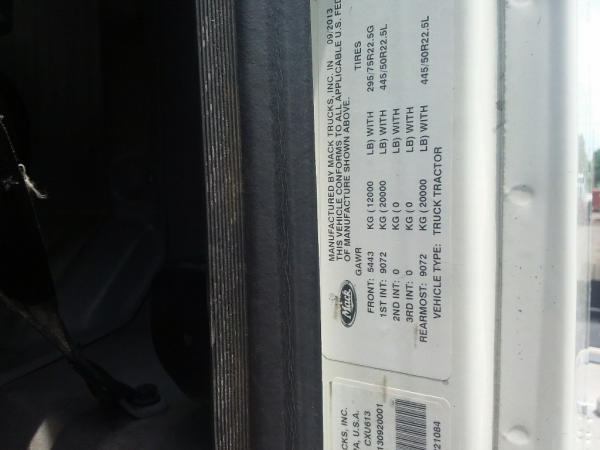 MANUFACTURED BY MACK TRUCKS, INC. IN 09/2013
THIS VEHICLE CONFORMS TO ALL APPLICABLE U.S. FED
OF MANUFACTURE SHOWN ABOVE.
Mack
GAWR TIRES
FRONT: 5443 KG ( 12000 LB) WITH 295/75R22.5G
1ST INT: 9072 KG ( 20000 LB) WITH 445/50R22.5L
2ND INT: 0 KG ( 0 LB) WITH
3RD INT: 0 KG ( 0 LB) WITH
REARMOST: 9072 KG ( 20000 LB) WITH 445/50R22.5L
VEHICLE TYPE: TRUCK TRACTOR
CKS, INC.
A, U.S.A.
CXU613
130920001
21084